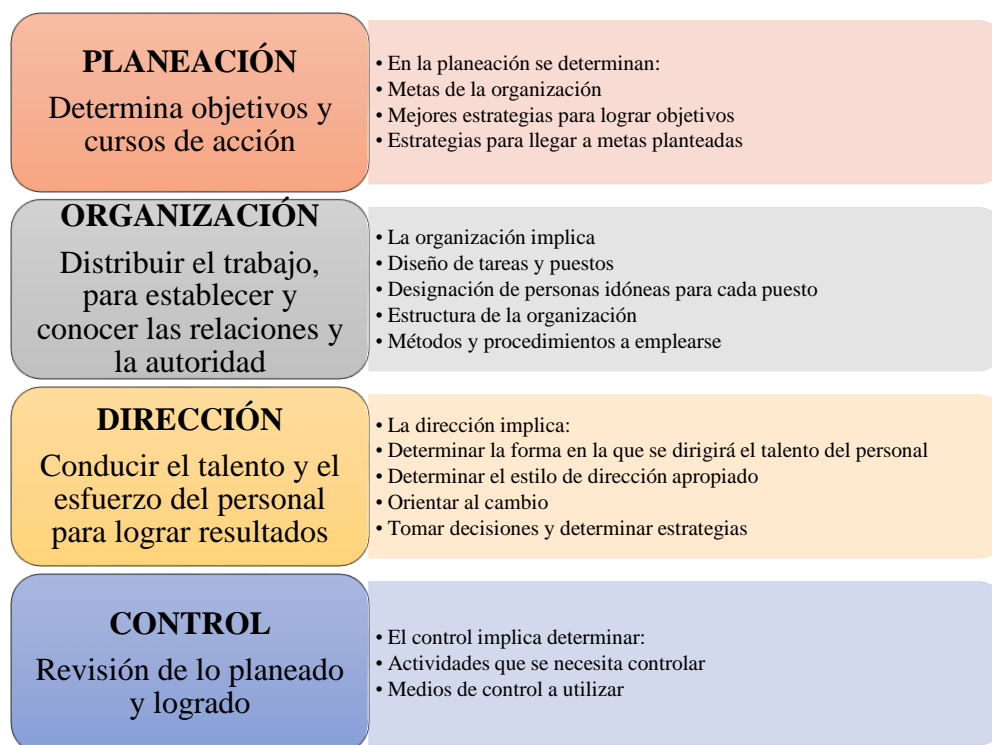 PLANEACIÓN
Determina objetivos y
cursos de acción
• En la planeación se determinan:
• Metas de la organización
• Mejores estrategias para lograr objetivos
• Estrategias para llegar a metas planteadas
ORGANIZACIÓN
Distribuir el trabajo,
para establecer y
conocer las relaciones y
la autoridad
• La organización implica
• Diseño de tareas y puestos
• Designación de personas idóneas para cada puesto
• Estructura de la organización
• Métodos y procedimientos a emplearse
DIRECCIÓN
Conducir el talento y el
esfuerzo del personal
para lograr resultados
• La dirección implica:
• Determinar la forma en la que se dirigirá el talento del personal
• Determinar el estilo de dirección apropiado
• Orientar al cambio
• Tomar decisiones y determinar estrategias
CONTROL
Revisión de lo planeado
y logrado
• El control implica determinar:
• Actividades que se necesita controlar
• Medios de control a utilizar